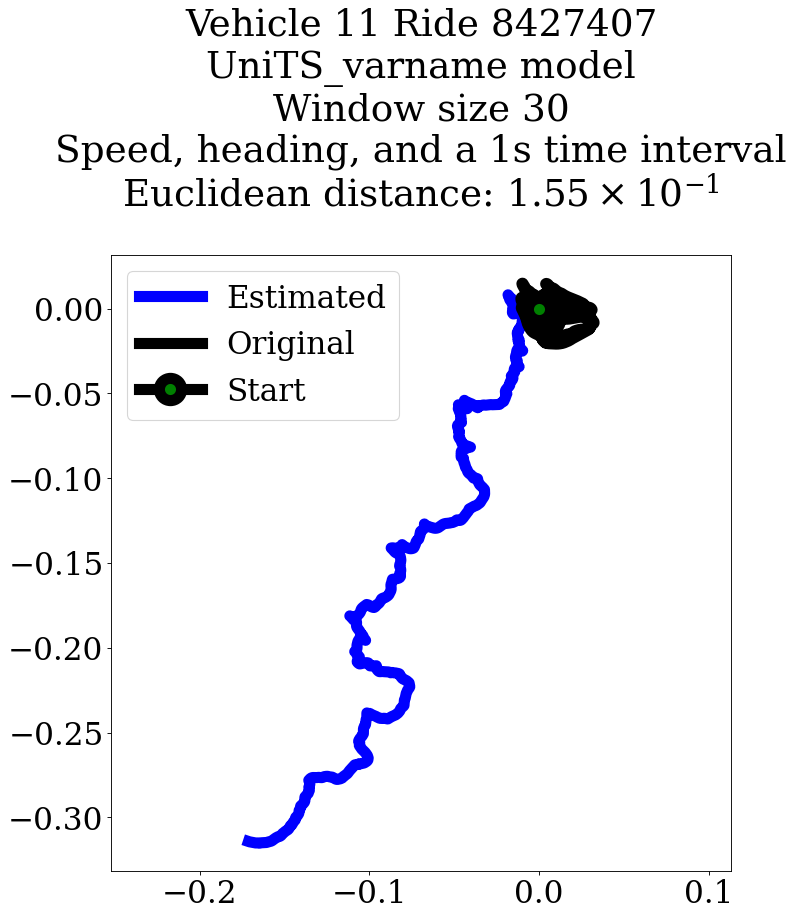 Vehicle 11 Ride 8427407
UniTS_varname model
Window size 30
Speed, heading, and a 1s time interval
Euclidean distance: 1.55 × 10⁻¹
Estimated
Original
Start
0.00
−0.05
−0.10
−0.15
−0.20
−0.25
−0.30
−0.2
−0.1
0.0
0.1